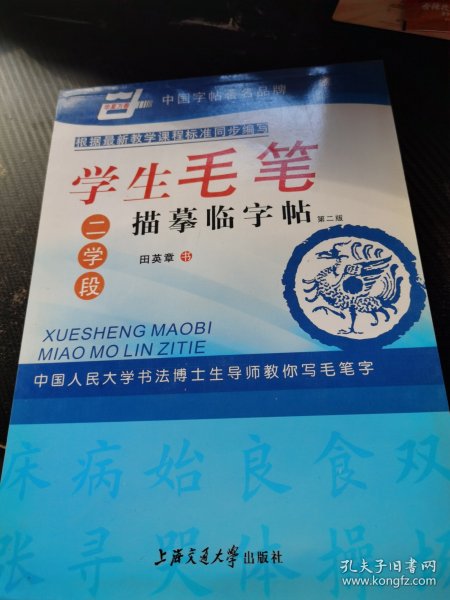 华夏万卷
中国字帖著名品牌
根据最新教学课程标准同步编写
学生毛笔
描摹临字帖 第二版
二学段
田英章 书
XUESHENG MAOBI
MIAO MO LIN ZITIE
中国人民大学书法博士生导师教你写毛笔字
床病始良食双
张寻哭体操场
上海交通大学出版社
孔夫子旧书网
www.kongfz.com